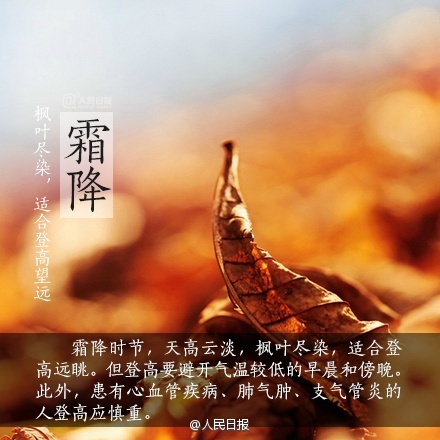 霜降
枫叶尽染，适合登高望远
霜降时节，天高云淡，枫叶尽染，适合登
高远眺。但登高要避开气温较低的早晨和傍晚。
此外，患有心血管疾病、肺气肿、支气管炎的
人登高应慎重。
@人民日报